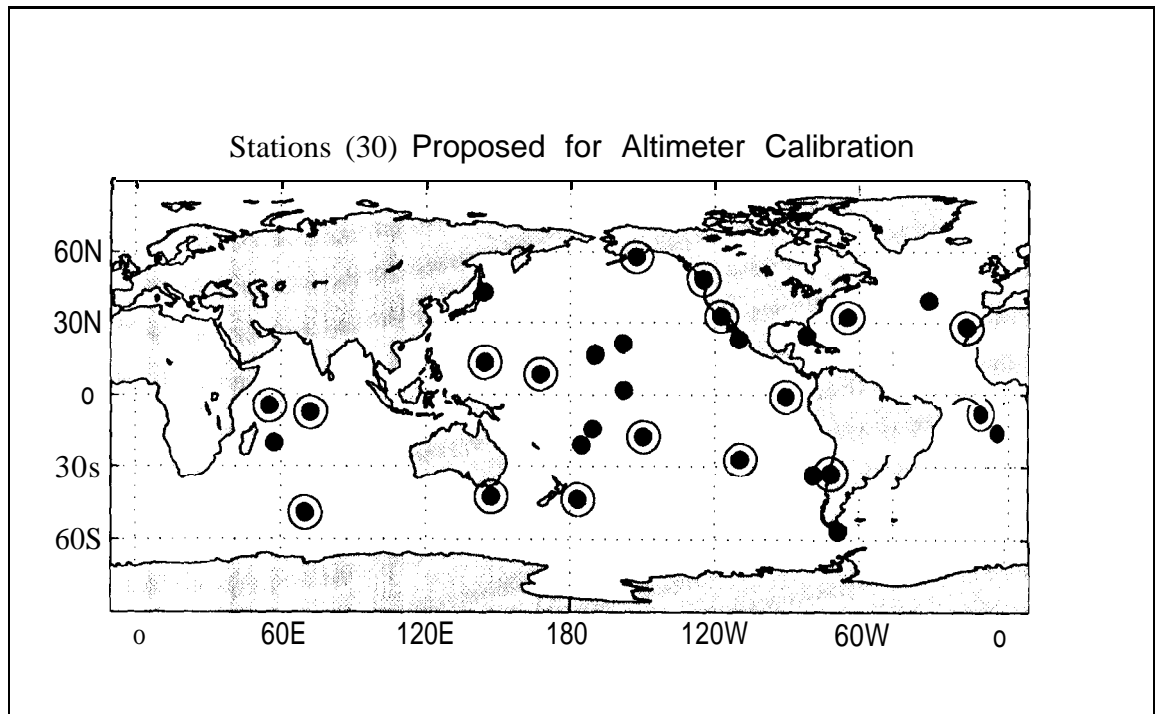 Stations (30) Proposed for Altimeter Calibration
60N
30N
0
30s
60S
0 60E 120E 180 120W 60W 0